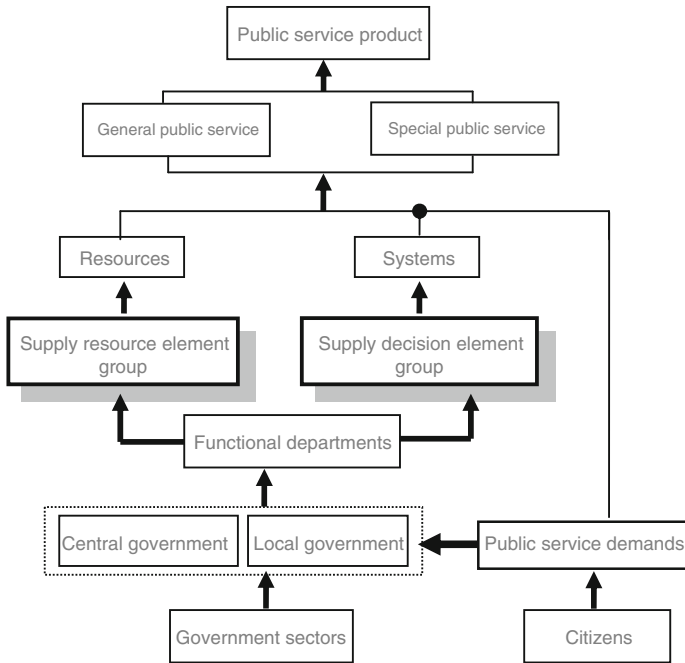 Public service product
General public service
Special public service
Resources
Systems
Supply resource element
group
Supply decision element
group
Functional departments
Central government
Local government
Public service demands
Government sectors
Citizens